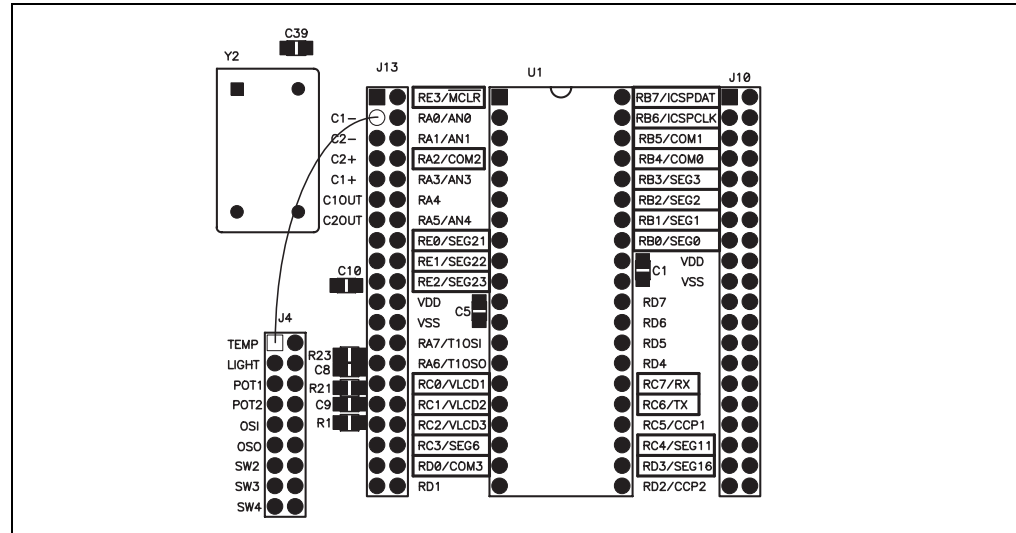 C39
Y2
J13
U1
J10
RE3/MCLR
RB7/ICSPDAT
C1-
RA0/AN0
RB6/ICSPCLK
C2-
RA1/AN1
RB5/COM1
C2+
RA2/COM2
RB4/COM0
C1+
RA3/AN3
RB3/SEG3
C1OUT
RA4
RB2/SEG2
C2OUT
RA5/AN4
RB1/SEG1
RE0/SEG21
RB0/SEG0
RE1/SEG22
VDD
C10
C1
RE2/SEG23
VSS
VDD
RD7
C5
J4
VSS
RD6
TEMP
RA7/T1OSI
RD5
R23
LIGHT
C8
RA6/T1OSO
RD4
POT1
R21
RC0/VLCD1
RC7/RX
POT2
C9
RC1/VLCD2
RC6/TX
OSI
R1
RC2/VLCD3
RC5/CCP1
OSO
RC3/SEG6
RC4/SEG11
SW2
RD0/COM3
RD3/SEG16
SW3
RD1
RD2/CCP2
SW4